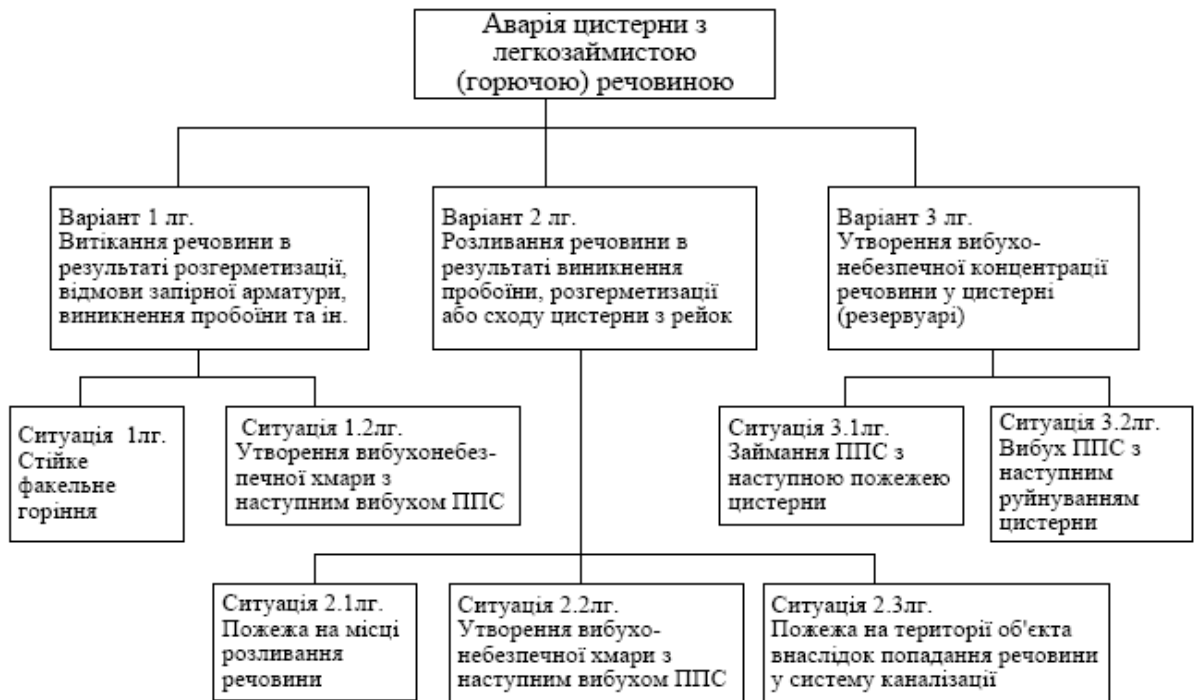 Аварія цистерни з
легкозаймистою
(горючою) речовиною
Варіант 1 лг.
Витікання речовини в
результаті розгерметизації,
відмови запірної арматури,
виникнення пробоїни та ін.
Варіант 2 лг.
Розливання речовини в
результаті виникнення
пробоїни, розгерметизації
або сходу цистерни з рейок
Варіант 3 лг.
Утворення вибухо-
небезпечної концентрації
речовини у цистерні
(резервуарі)
Ситуація 1лг.
Стійке
факельне
горіння
Ситуація 1.2лг.
Утворення вибухонебез-
печної хмари з
наступним вибухом ППС
Ситуація 3.1лг.
Займання ППС з
наступною пожежею
цистерни
Ситуація 3.2лг.
Вибух ППС з
наступним
руйнуванням
цистерни
Ситуація 2.1лг.
Пожежа на місці
розливання
речовини
Ситуація 2.2лг.
Утворення вибухо-
небезпечної хмари з
наступним вибухом ППС
Ситуація 2.3лг.
Пожежа на території об'єкта
внаслідок попадання речовини
у систему каналізації